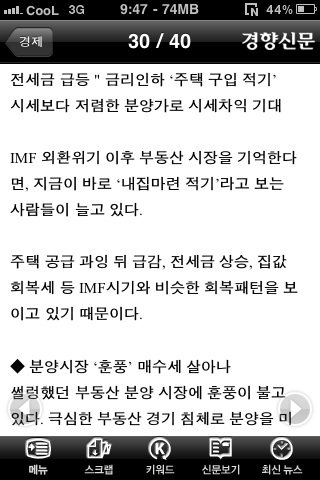 CooL 3G 9:47 - 74MB 44%
경제 30 / 40 경향신문
전세금 급등 " 금리인하 ‘주택 구입 적기’
시세보다 저렴한 분양가로 시세차익 기대
IMF 외환위기 이후 부동산 시장을 기억한다
면, 지금이 바로 ‘내집마련 적기’라고 보는
사람들이 늘고 있다.
주택 공급 과잉 뒤 급감, 전세금 상승, 집값
회복세 등 IMF시기와 비슷한 회복패턴을 보
이고 있기 때문이다.
◆ 분양시장 ‘훈풍’ 매수세 살아나
썰렁했던 부동산 분양 시장에 훈풍이 불고
있다. 극심한 부동산 경기 침체로 분양을 미
메뉴 스크랩 키워드 신문보기 최신 뉴스